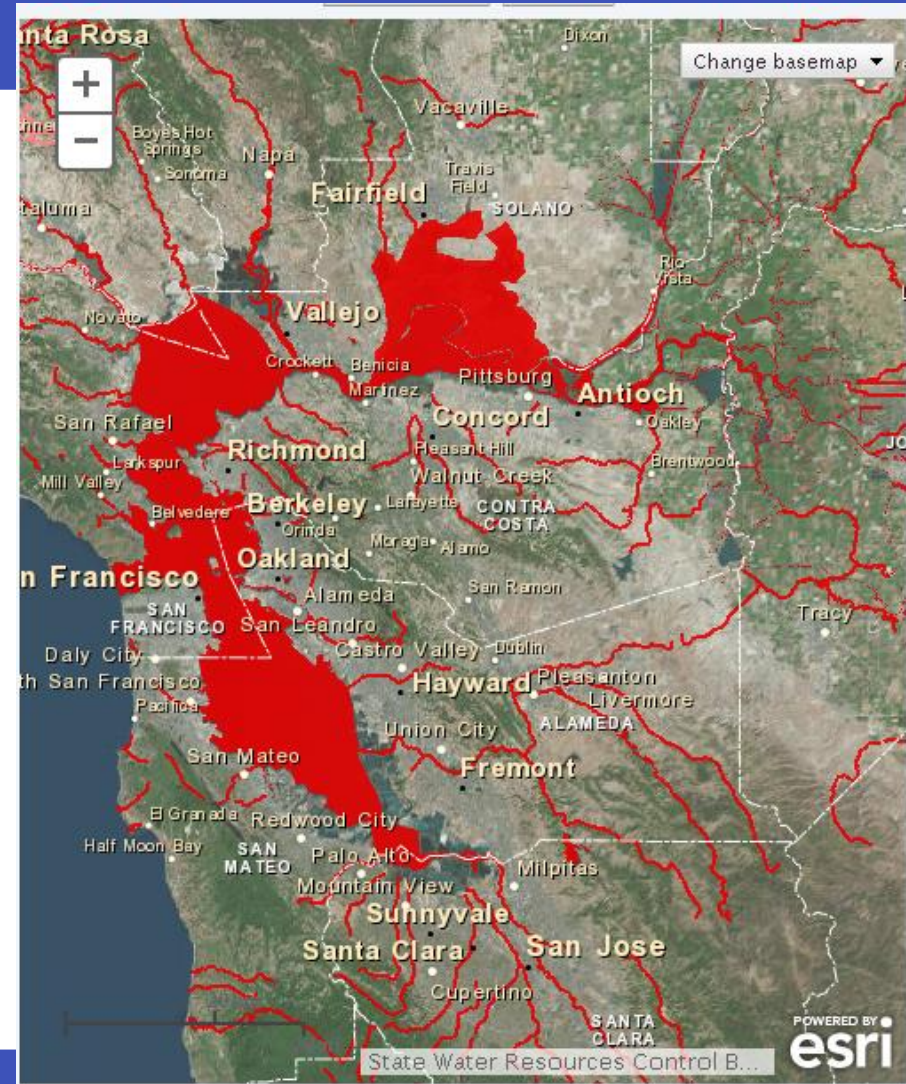 nta Rosa
Dixon
Change basemap
+
−
Vacaville
Boyes Hot
Springs
Napa
Sonoma
Travis
Field
Fairfield
SOLANO
taluma
Rio
Vista
Novato
Vallejo
Crockett
Benicia
Martinez
Pittsburg
Antioch
San Rafael
Concord
Oakley
Larkspur
Richmond
Pleasant Hill
Brentwood
JO
Mill Valley
Walnut Creek
Belvedere
Berkeley
Lafayette
CONTRA
COSTA
Orinda
Oakland
Moraga
Alamo
n Francisco
Alameda
San Ramon
SAN
FRANCISCO
San Leandro
Tracy
Daly City
Castro Valley
Dublin
th San Francisco
Hayward
Pleasanton
Livermore
Pacifica
Union City
ALAMEDA
San Mateo
Fremont
El Granada
Redwood City
Half Moon Bay
SAN
MATEO
Palo Alto
Milpitas
Mountain View
Sunnyvale
Santa Clara
San Jose
Cupertino
SANTA
CLARA
POWERED BY
esri
State Water Resources Control B...